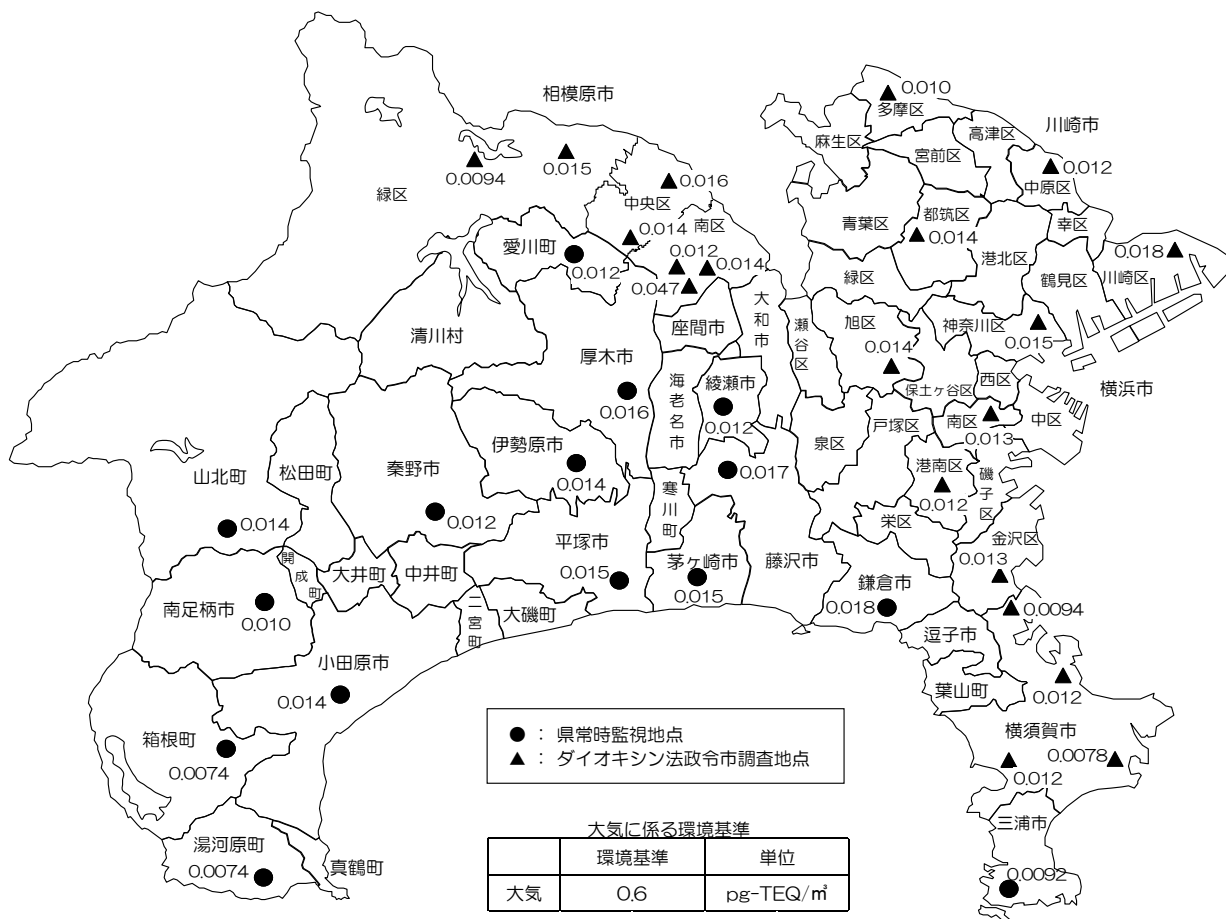 相模原市
緑区
0.0094
0.015
0.016
中央区
0.014
南区
0.012
0.014
0.047
愛川町
0.012
清川村
厚木市
0.016
座間市
大和市
海老名市
綾瀬市
0.012
伊勢原市
0.014
秦野市
0.012
松田町
山北町
0.014
開成町
大井町
中井町
南足柄市
0.010
小田原市
0.014
箱根町
0.0074
湯河原町
0.0074
真鶴町
二宮町
大磯町
平塚市
0.015
寒川町
茅ヶ崎市
0.015
藤沢市
0.017
鎌倉市
0.018
逗子市
葉山町
横須賀市
0.0094
0.012
0.012
0.0078
三浦市
0.0092
川崎市
多摩区
0.010
麻生区
宮前区
高津区
中原区
0.012
幸区
川崎区
0.018
横浜市
青葉区
都筑区
0.014
港北区
鶴見区
緑区
瀬谷区
旭区
0.014
神奈川区
0.015
保土ヶ谷区
西区
中区
南区
0.013
泉区
戸塚区
港南区
0.012
磯子区
栄区
金沢区
0.013
● : 県常時監視地点
▲ : ダイオキシン法政令市調査地点
大気に係る環境基準
環境基準 単位
大気 0.6 pg-TEQ/㎥